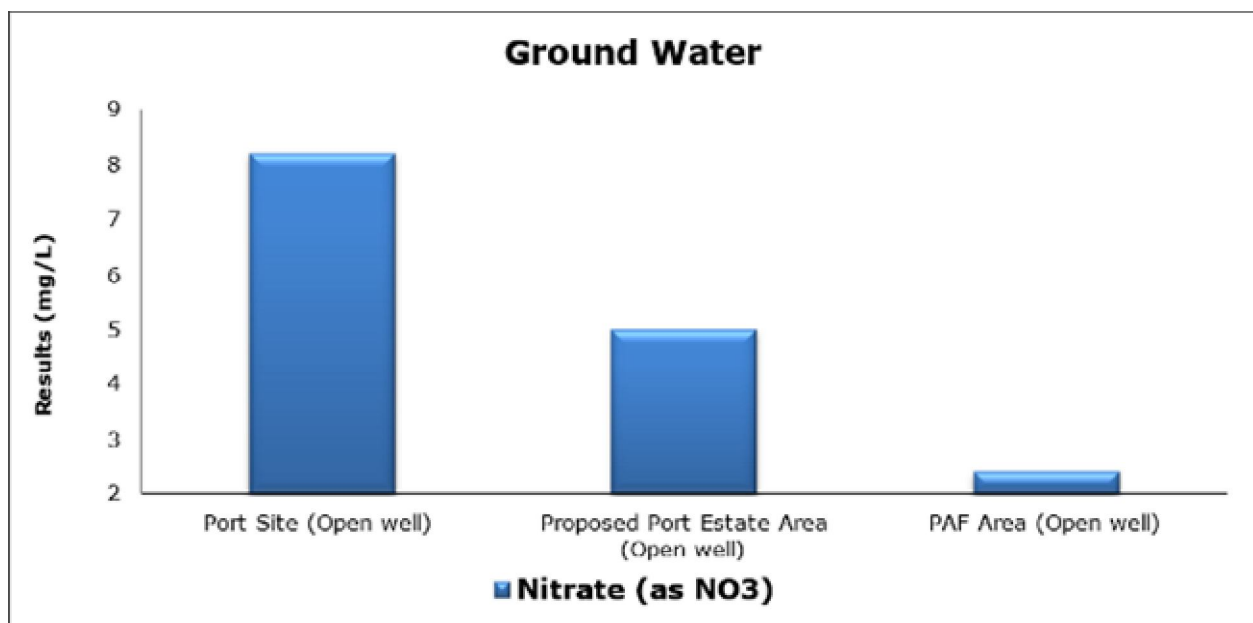 Ground Water
9
8
7
6
5
4
3
2
Results (mg/L)
Port Site (Open well)
Proposed Port Estate Area
(Open well)
PAF Area (Open well)
Nitrate (as NO3)